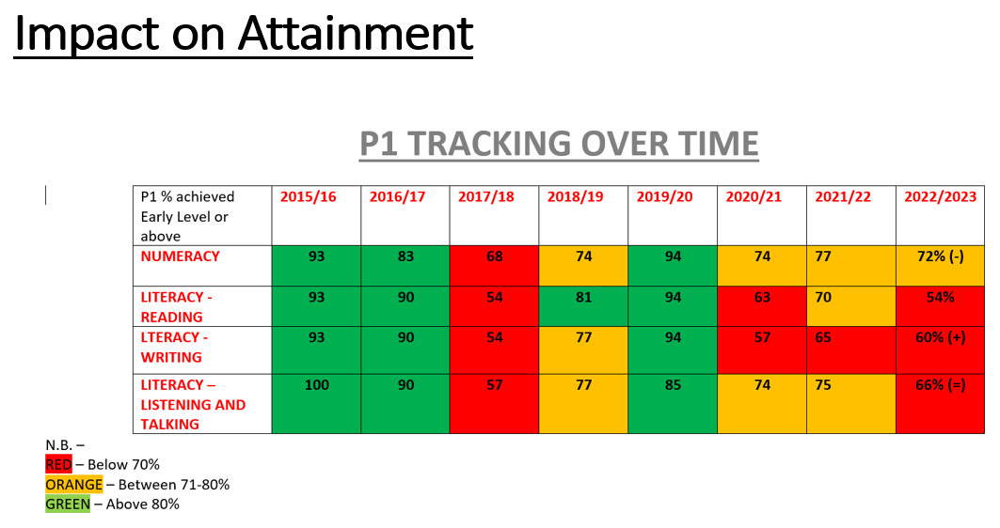 Impact on Attainment
P1 TRACKING OVER TIME
P1 % achieved Early Level or above 2015/16 2016/17 2017/18 2018/19 2019/20 2020/21 2021/22 2022/2023
NUMERACY 93 83 68 74 94 74 77 72% (-)
LITERACY - READING 93 90 54 81 94 63 70 54%
LTERACY - WRITING 93 90 54 77 94 57 65 60% (+)
LITERACY – LISTENING AND TALKING 100 90 57 77 85 74 75 66% (=)
N.B. –
RED – Below 70%
ORANGE – Between 71-80%
GREEN – Above 80%